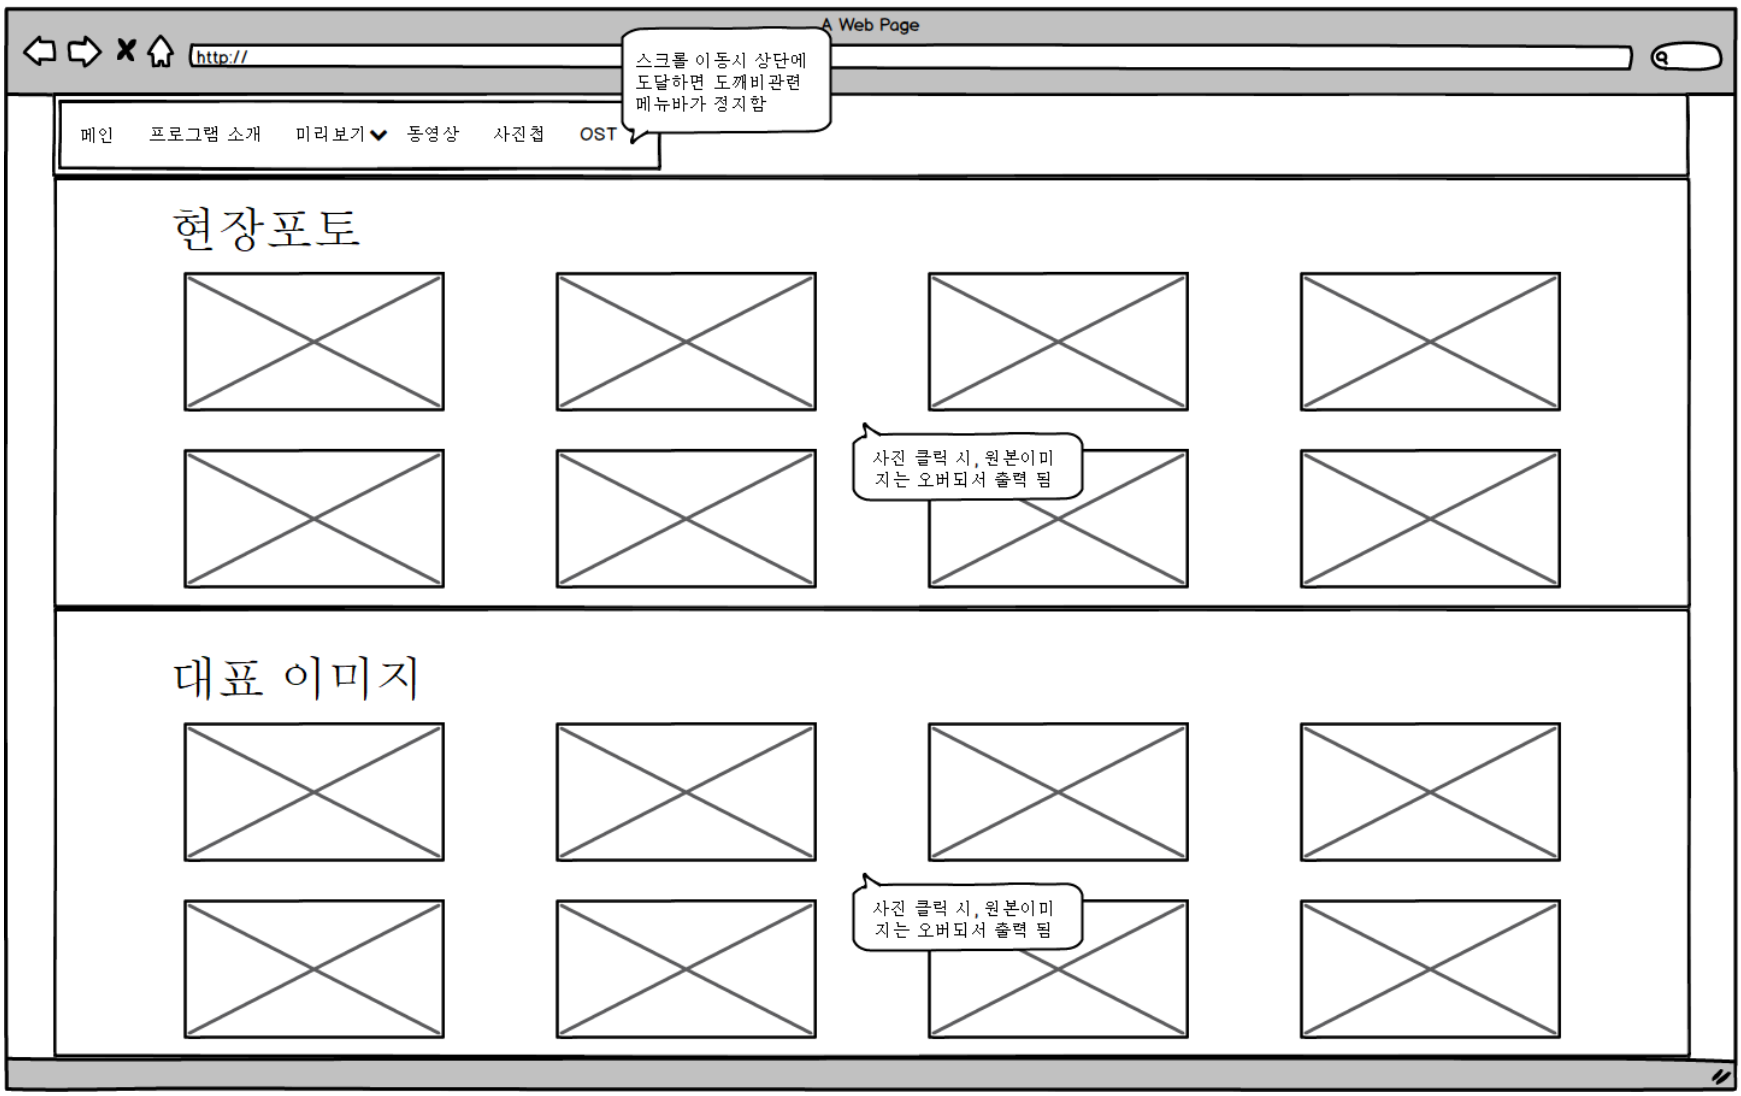 A Web Page
http://
스크롤 이동시 상단에
도달하면 도깨비관련
메뉴바가 정지함
메인 프로그램 소개 미리보기 동영상 사진첩 OST
현장포토
사진 클릭 시, 원본이미
지는 오버되서 출력 됨
대표 이미지
사진 클릭 시, 원본이미
지는 오버되서 출력 됨